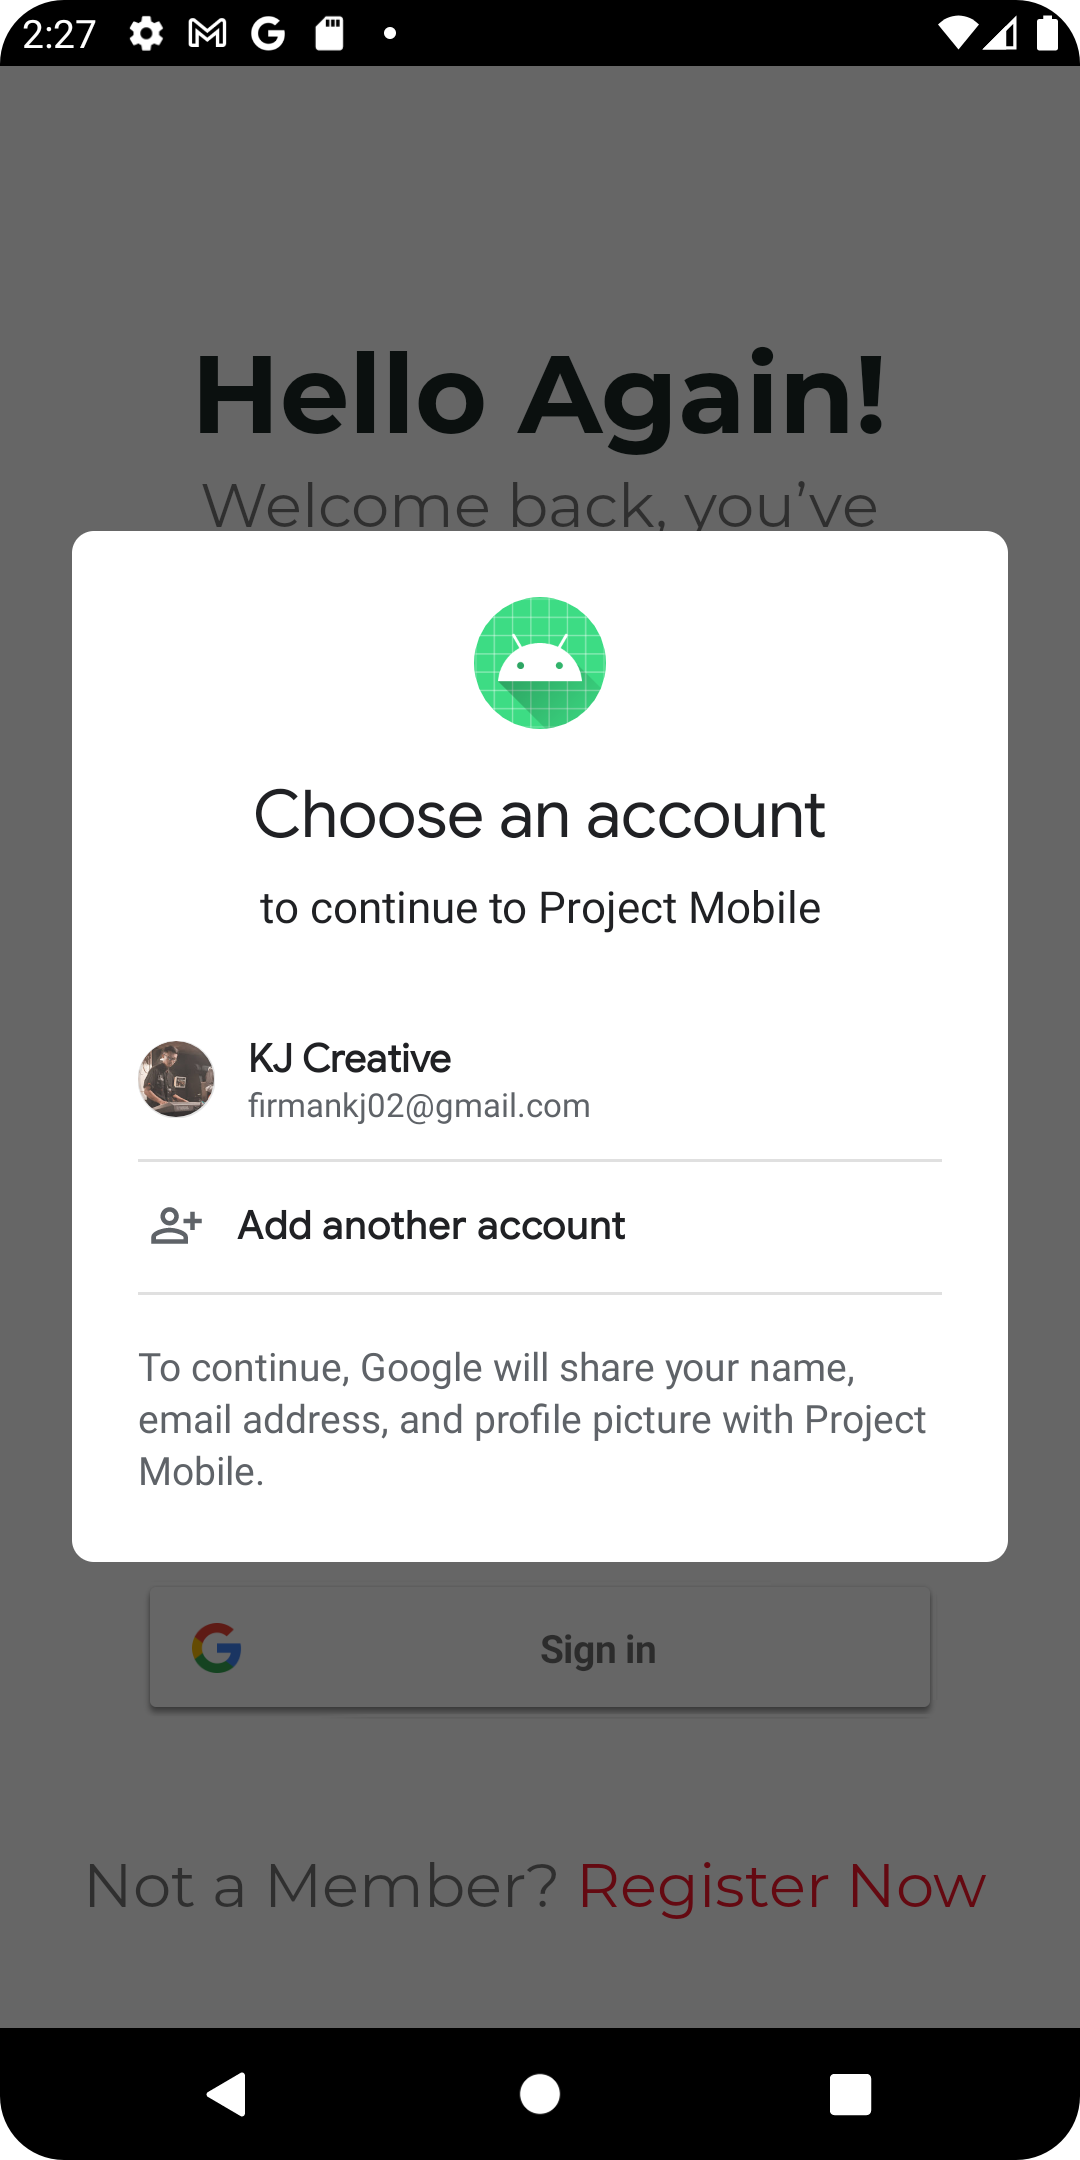 2:27
Hello Again!
Welcome back, you've
Choose an account
to continue to Project Mobile
KJ Creative
firmankj02@gmail.com
Add another account
To continue, Google will share your name,
email address, and profile picture with Project
Mobile.
Sign in
Not a Member? Register Now